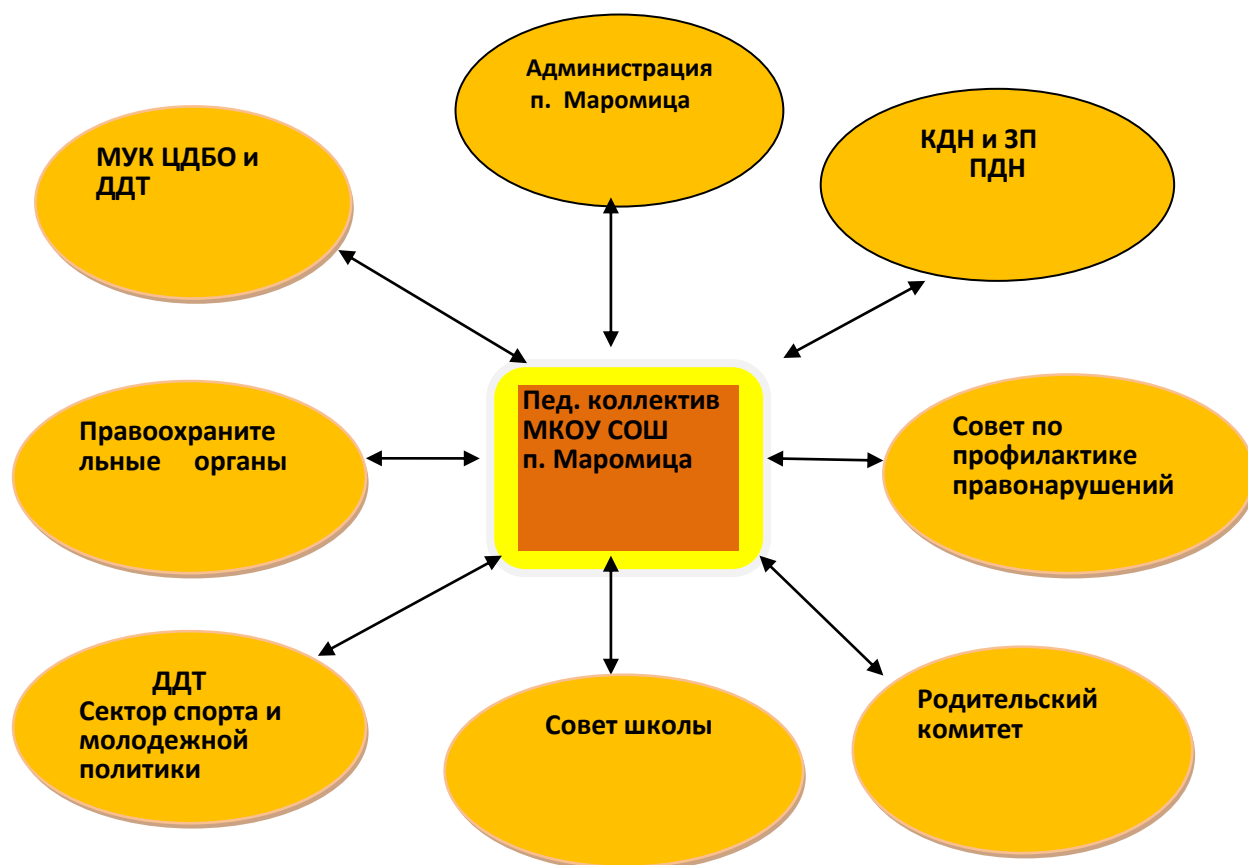 Администрация
п. Маромица
МУК ЦДБО и
ДДТ
КДН и ЗП
ПДН
Пед. коллектив
МКОУ СОШ
п. Маромица
Правоохраните
льные органы
Совет по
профилактике
правонарушений
ДДТ
Сектор спорта и
молодежной
политики
Совет школы
Родительский
комитет